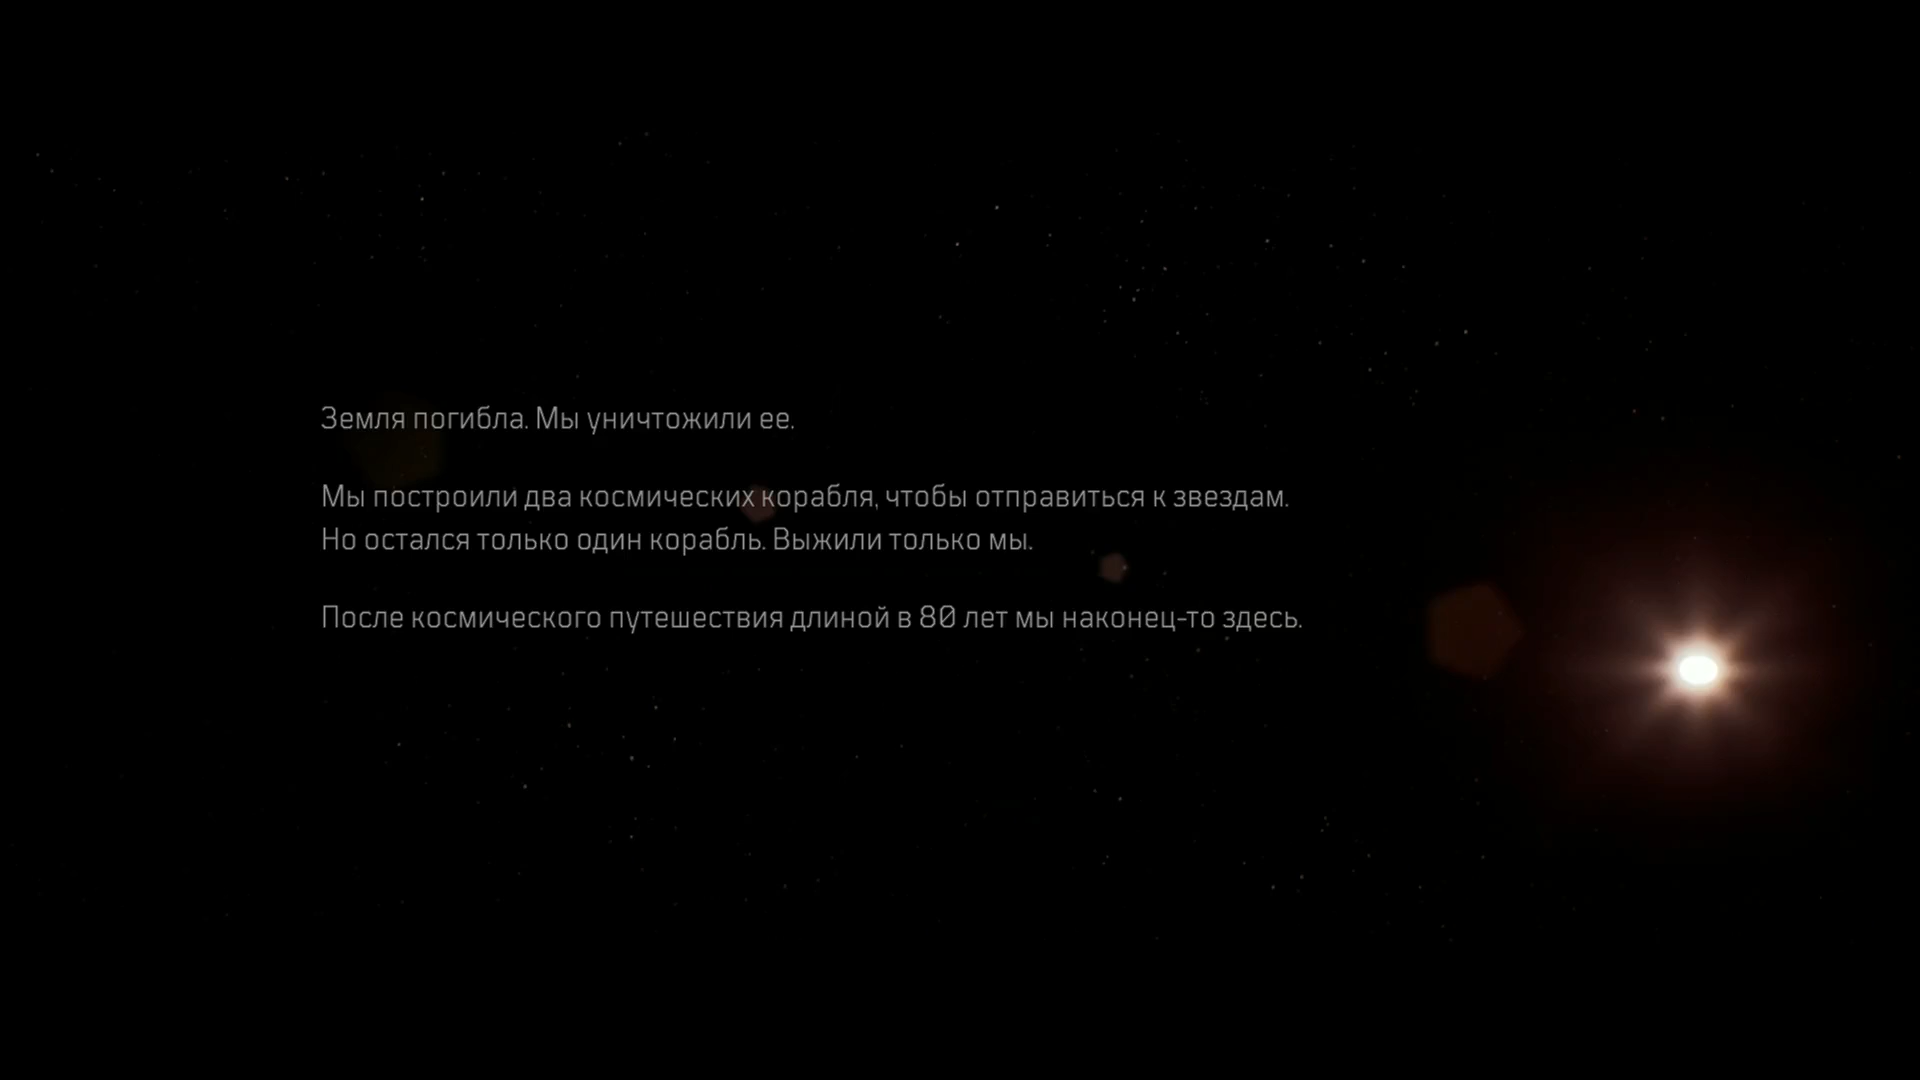 Земля погибла. Мы уничтожили ее.
Мы построили два космических корабля, чтобы отправиться к звездам.
Но остался только один корабль. Выжили только мы.
После космического путешествия длиной в 80 лет мы наконец-то здесь.